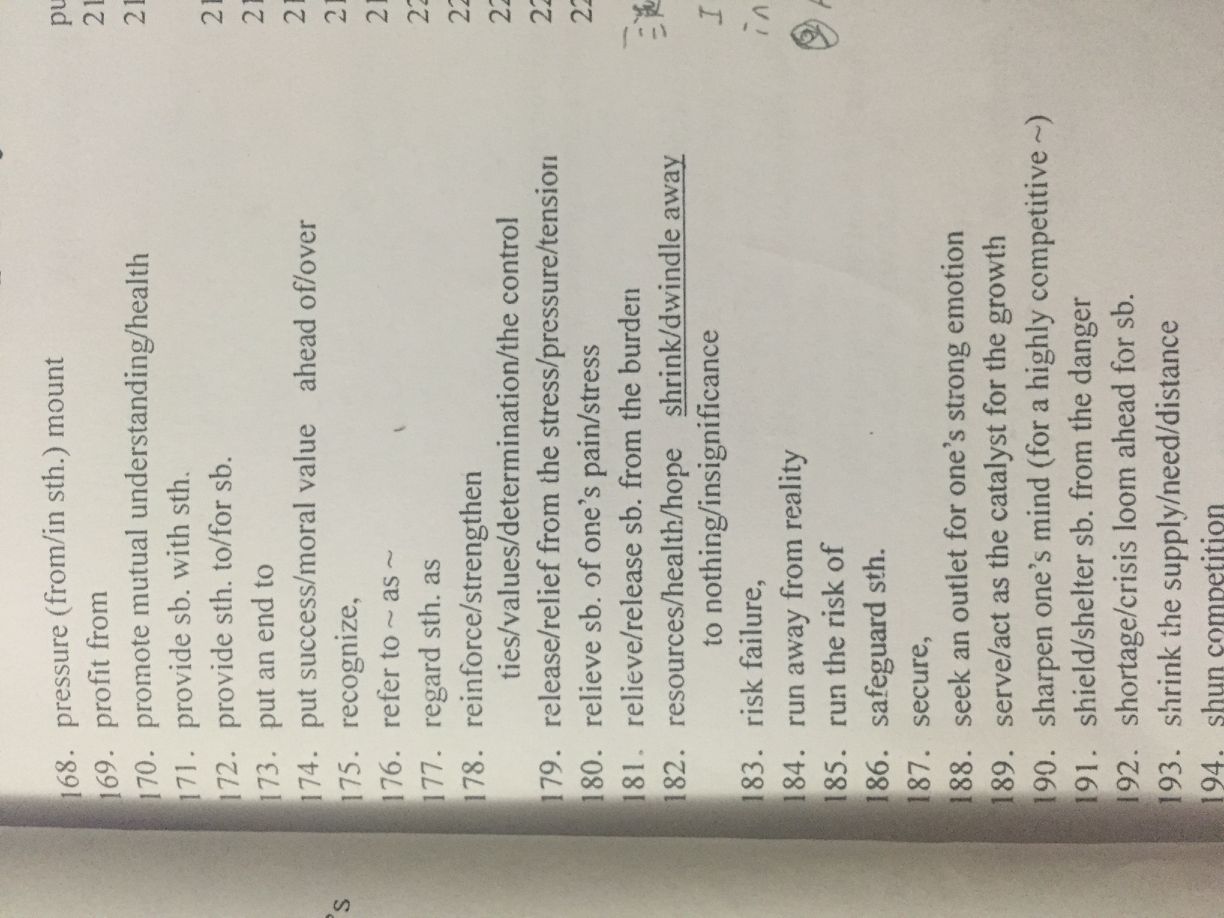 168. pressure (from/in sth.) mount
169. profit from
170. promote mutual understanding/health
171. provide sb. with sth.
172. provide sth. to/for sb.
173. put an end to
174. put success/moral value ahead of/over
175. recognize,
176. refer to ~ as ~
177. regard sth. as
178. reinforce/strengthen
ties/values/determination/the control
179. release/relief from the stress/pressure/tension
180. relieve sb. of one's pain/stress
181. relieve/release sb. from the burden
182. resources/health/hope shrink/dwindle away
to nothing/insignificance
183. risk failure,
184. run away from reality
185. run the risk of
186. safeguard sth.
187. secure,
188. seek an outlet for one's strong emotion
189. serve/act as the catalyst for the growth
190. sharpen one's mind (for a highly competitive ~)
191. shield/shelter sb. from the danger
192. shortage/crisis loom ahead for sb.
193. shrink the supply/need/distance
194. shun competition
's
pu
21
21
21
21
21
21
21
22
22
22
22
22
I
in